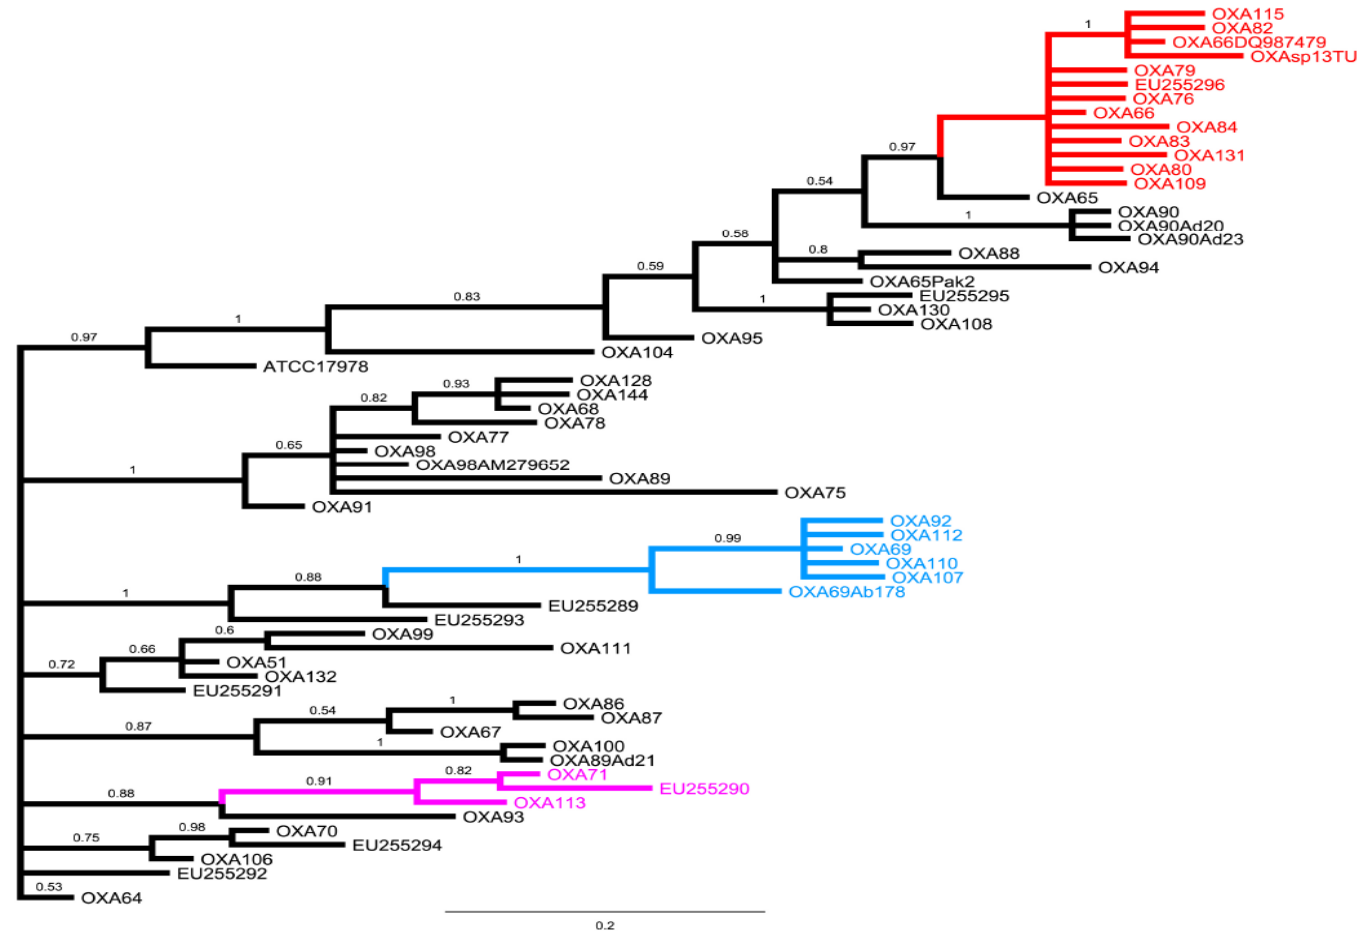 1
OXA115
OXA82
OXA66DQ987479
OXAsp13TU
OXA79
EU255296
OXA76
OXA66
OXA84
OXA83
OXA131
OXA80
OXA109
0.97
OXA65
0.54
1
OXA90
OXA90Ad20
OXA90Ad23
0.58
0.8
OXA88
OXA94
OXA65Pak2
0.59
1
EU255295
OXA130
OXA108
0.83
OXA95
1
OXA104
0.97
ATCC17978
0.93
OXA128
OXA144
OXA68
0.82
OXA78
OXA77
0.65
OXA98
OXA98AM279652
1
OXA89
OXA75
OXA91
OXA92
OXA112
0.99
OXA69
OXA110
1
OXA107
OXA69Ab178
0.88
1
EU255289
EU255293
0.6
OXA99
OXA111
0.66
OXA51
0.72
OXA132
EU255291
1
OXA86
OXA87
0.54
OXA67
0.87
1
OXA100
OXA89Ad21
0.82
OXA71
0.91
EU255290
0.88
OXA113
OXA93
0.98
OXA70
0.75
EU255294
OXA106
EU255292
0.53
OXA64
0.2